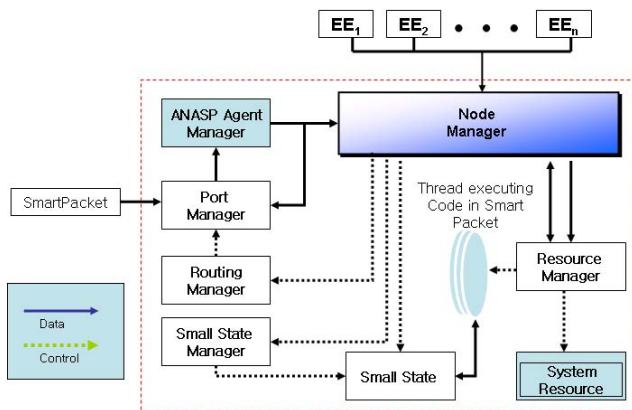 EE1 EE2 • • • EEn
ANASP Agent
Manager
Node
Manager
SmartPacket
Port
Manager
Thread executing
Code in Smart
Packet
Routing
Manager
Resource
Manager
Data
Control
Small State
Manager
Small State
System
Resource